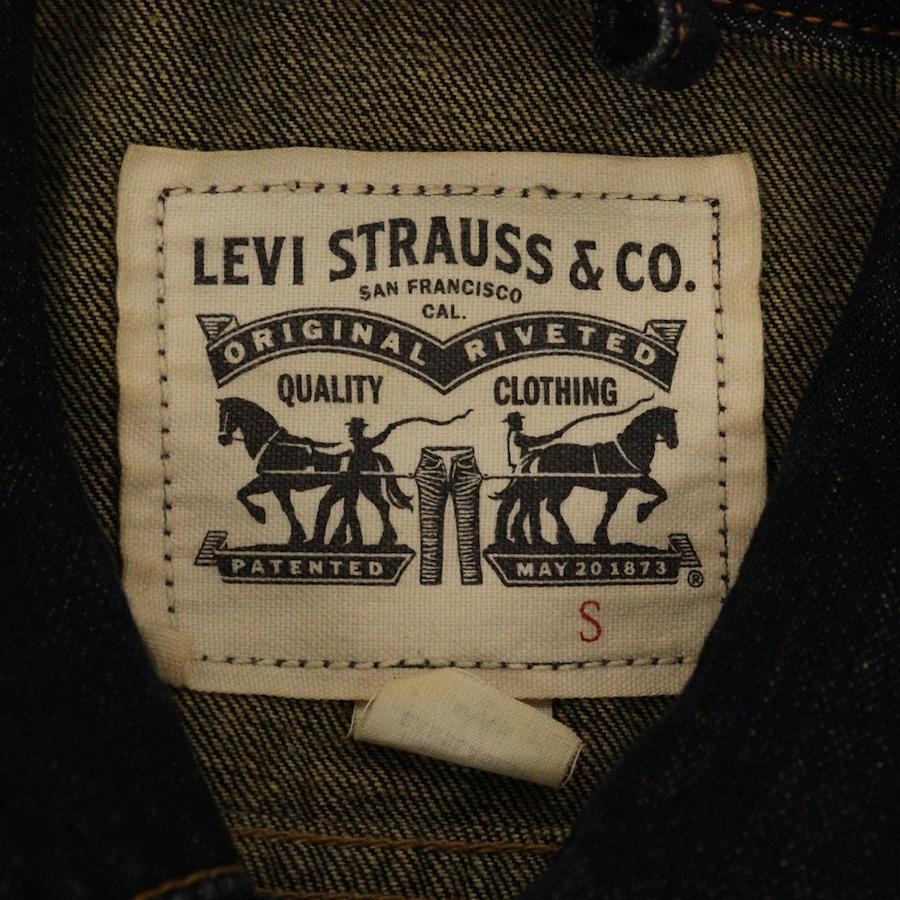 LEVI STRAUSS & CO.
SAN FRANCISCO
CAL.
ORIGINAL RIVETED
QUALITY CLOTHING
PATENTED MAY 20 1873 ®
S